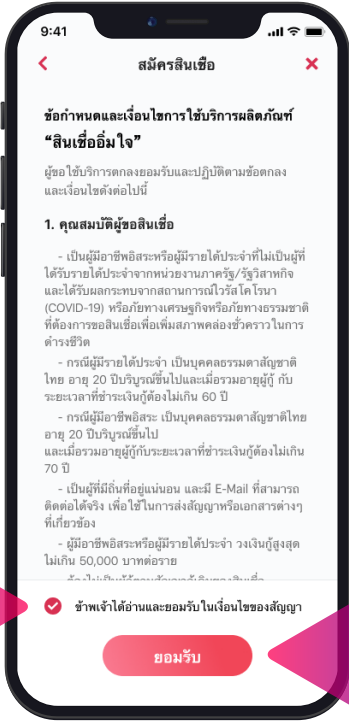 9:41
สมัครสินเชื่อ
ข้อกำหนดและเงื่อนไขการใช้บริการผลิตภัณฑ์
“สินเชื่ออิ่มใจ”
ผู้ขอใช้บริการตกลงยอมรับและปฏิบัติตามข้อตกลง
และเงื่อนไขดังต่อไปนี้
1. คุณสมบัติผู้ขอสินเชื่อ
- เป็นผู้มีอาชีพอิสระหรือผู้มีรายได้ประจำที่ไม่เป็นผู้ที่
ได้รับรายได้ประจำจากหน่วยงานภาครัฐ/รัฐวิสาหกิจ
และได้รับผลกระทบจากสถานการณ์ไวรัสโคโรนา
(COVID-19) หรือภัยทางเศรษฐกิจหรือภัยทางธรรมชาติ
ที่ต้องการขอสินเชื่อเพื่อเพิ่มสภาพคล่องชั่วคราวในการ
ดำรงชีวิต
- กรณีผู้มีรายได้ประจำ เป็นบุคคลธรรมดาสัญชาติ
ไทย อายุ 20 ปีบริบูรณ์ขึ้นไปและเมื่อรวมอายุผู้กู้ กับ
ระยะเวลาที่ชำระเงินกู้ต้องไม่เกิน 60 ปี
- กรณีผู้มีอาชีพอิสระ เป็นบุคคลธรรมดาสัญชาติไทย
อายุ 20 ปีบริบูรณ์ขึ้นไป
และเมื่อรวมอายุผู้กู้กับระยะเวลาที่ชำระเงินกู้ต้องไม่เกิน
70 ปี
- เป็นผู้ที่มีถิ่นที่อยู่แน่นอน และมี E-Mail ที่สามารถ
ติดต่อได้จริง เพื่อใช้ในการส่งสัญญาหรือเอกสารต่างๆ
ที่เกี่ยวข้อง
- ผู้มีอาชีพอิสระหรือผู้มีรายได้ประจำ วงเงินกู้สูงสุด
ไม่เกิน 50,000 บาทต่อราย
ข้าพเจ้าได้อ่านและยอมรับในเงื่อนไขของสัญญา
ยอมรับ